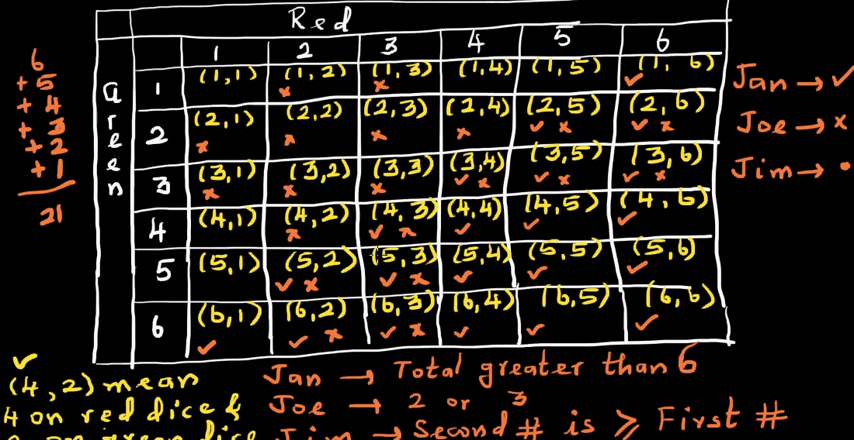 Red
1 2 3 4 5 6
Green
1 (1,1) (1,2) (1,3) (1,4) (1,5) (1,6)
✓
× ×
2 (2,1) (2,2) (2,3) (2,4) (2,5) (2,6)
× × × × ✓ × ✓ ×
3 (3,1) (3,2) (3,3) (3,4) (3,5) (3,6)
× × × ✓ × ✓ × ✓ ×
4 (4,1) (4,2) (4,3) (4,4) (4,5) (4,6)
× ✓ × ✓ ✓ ✓
5 (5,1) (5,2) (5,3) (5,4) (5,5) (5,6)
✓ × ✓ × ✓ ✓ ✓
6 (6,1) (6,2) (6,3) (6,4) (6,5) (6,6)
✓ ✓ × ✓ × ✓ ✓ ✓
6
+5
+4
+3
+2
+1
21
Jan → ✓
Joe → ×
Jim → •
✓
(4,2) mean
4 on red dice &
on green dice
Jan → Total greater than 6
Joe → 2 or 3
Jim → Second # is ≥ First #